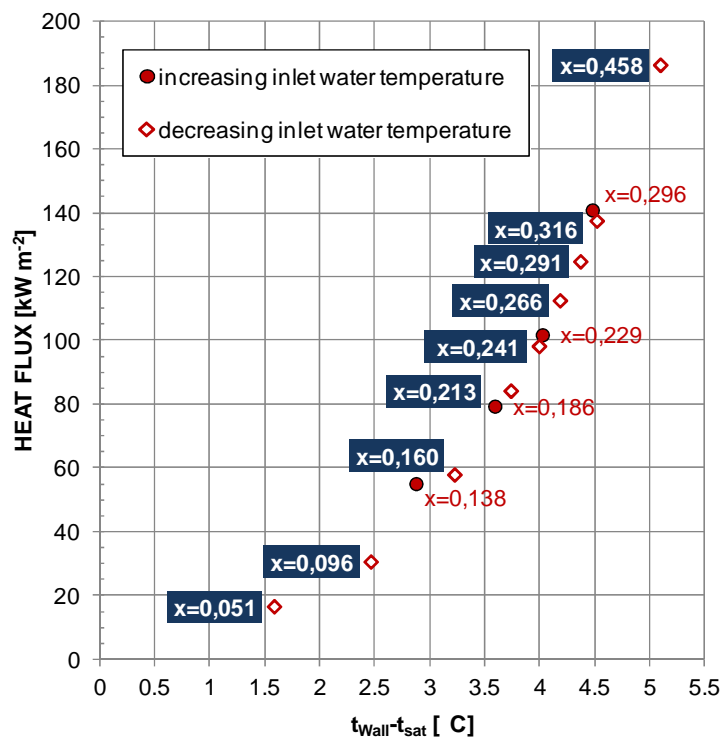 200
180
160
140
120
100
80
60
40
20
0
HEAT FLUX [kW m-2]
increasing inlet water temperature
decreasing inlet water temperature
x=0,458
x=0,296
x=0,316
x=0,291
x=0,266
x=0,229
x=0,241
x=0,213
x=0,186
x=0,160
x=0,138
x=0,096
x=0,051
0 0.5 1 1.5 2 2.5 3 3.5 4 4.5 5 5.5
tWall-tsat [ C]